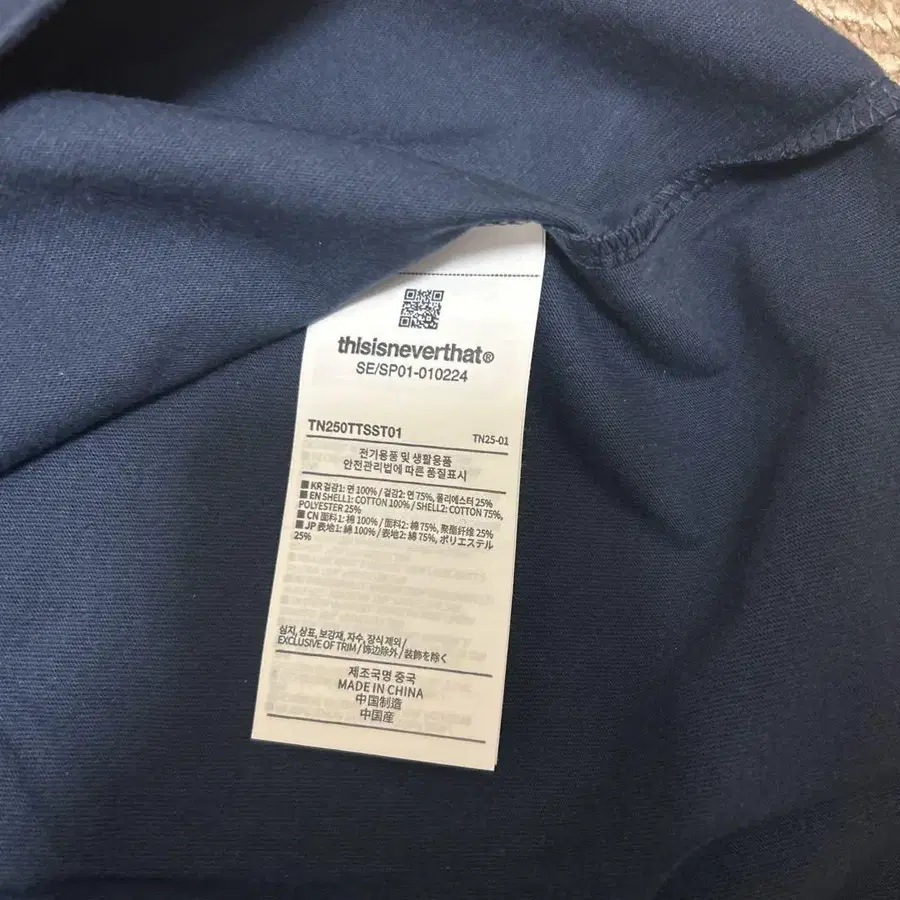 thisisneverthat®
SE/SP01-010224
TN250TTSST01
TN25-01
전기용품 및 생활용품
안전관리법에 따른 품질표시
■ KR 겉감1: 면 100% / 겉감2: 면 75%, 폴리에스터 25%
■ EN SHELL1: COTTON 100% / SHELL2: COTTON 75%,
POLYESTER 25%
■ CN 面料1: 棉 100% / 面料2: 棉 75%, 聚酯纤维 25%
■ JP 表地1: 綿 100% / 表地2: 綿 75%, ポリエステル
25%
심지, 상표, 보강재, 자수, 장식 제외 /
EXCLUSIVE OF TRIM / 饰边除外 / 装飾を除く
제조국명 중국
MADE IN CHINA
中国制造
中国産